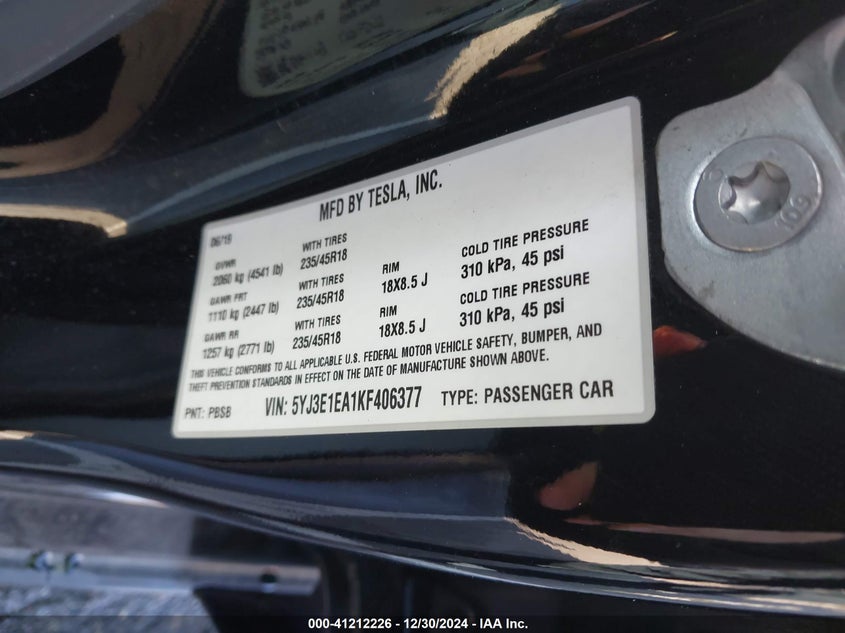 MFD BY TESLA, INC.
06/19
GVWR
2060 kg (4541 lb)
WITH TIRES
235/45R18
COLD TIRE PRESSURE
310 kPa, 45 psi
GAWR FRT
1110 kg (2447 lb)
WITH TIRES
235/45R18
RIM
18X8.5 J
COLD TIRE PRESSURE
310 kPa, 45 psi
GAWR RR
1257 kg (2771 lb)
WITH TIRES
235/45R18
RIM
18X8.5 J
THIS VEHICLE CONFORMS TO ALL APPLICABLE U.S. FEDERAL MOTOR VEHICLE SAFETY, BUMPER, AND
THEFT PREVENTION STANDARDS IN EFFECT ON THE DATE OF MANUFACTURE SHOWN ABOVE.
PNT: PBSB
VIN: 5YJ3E1EA1KF406377
TYPE: PASSENGER CAR
109
000-41212226 - 12/30/2024 - IAA Inc.